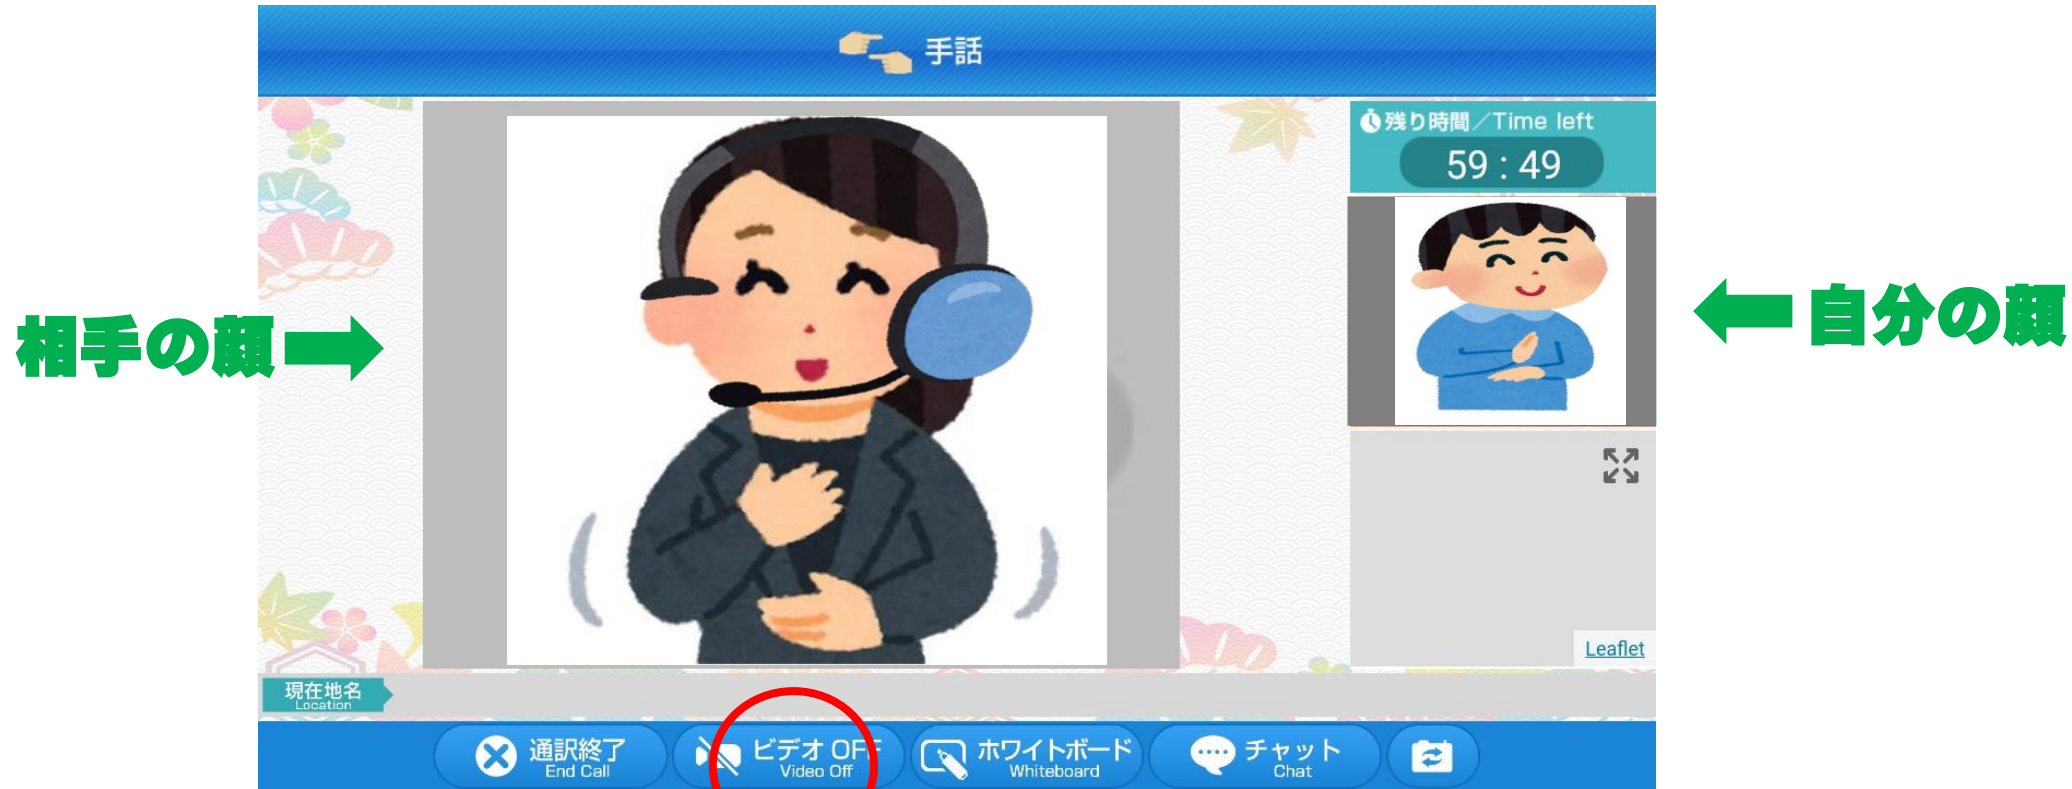 手話
残り時間／Time left
59 : 49
相手の顔
自分の顔
Leaflet
現在地名
Location
通訳終了
End Call
ビデオ OFF
Video Off
ホワイトボード
Whiteboard
チャット
Chat